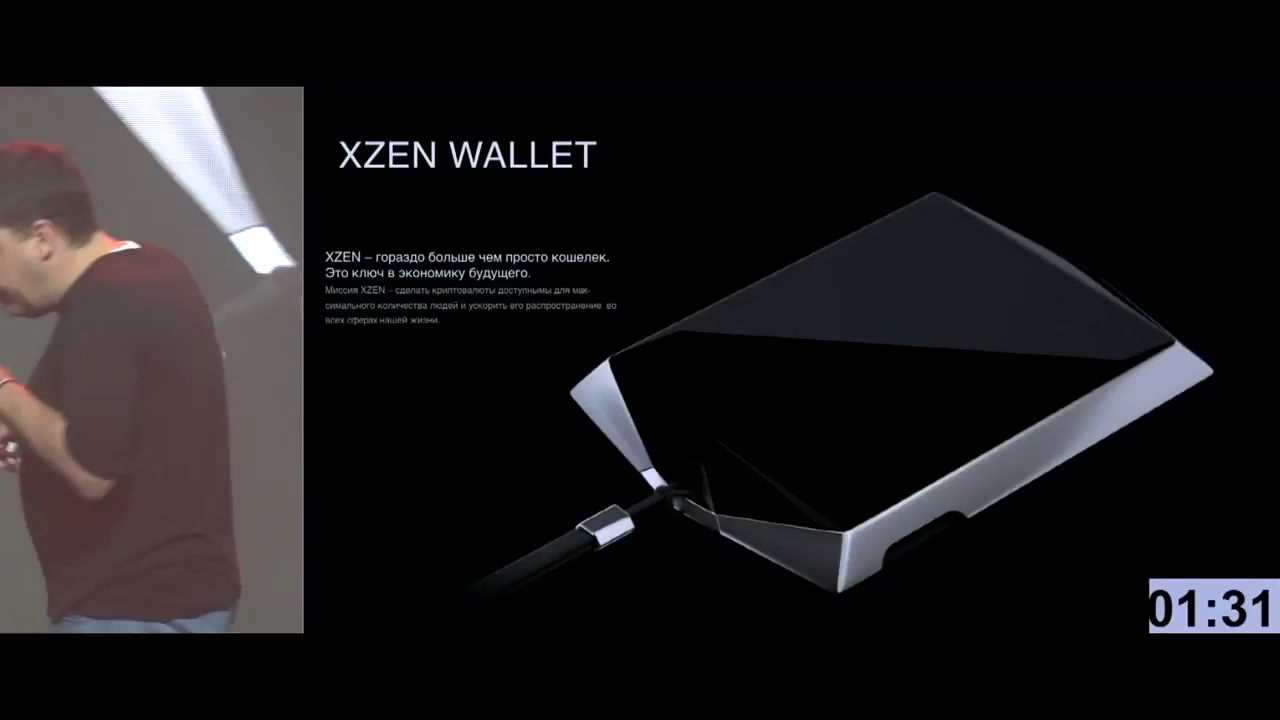 XZEN WALLET
XZEN – гораздо больше чем просто кошелек.
Это ключ в экономику будущего.
Миссия XZEN – сделать криптовалюты доступнымы для мак-
симального количества людей и ускорить его распространение во
всех сферах нашей жизни.
01:31